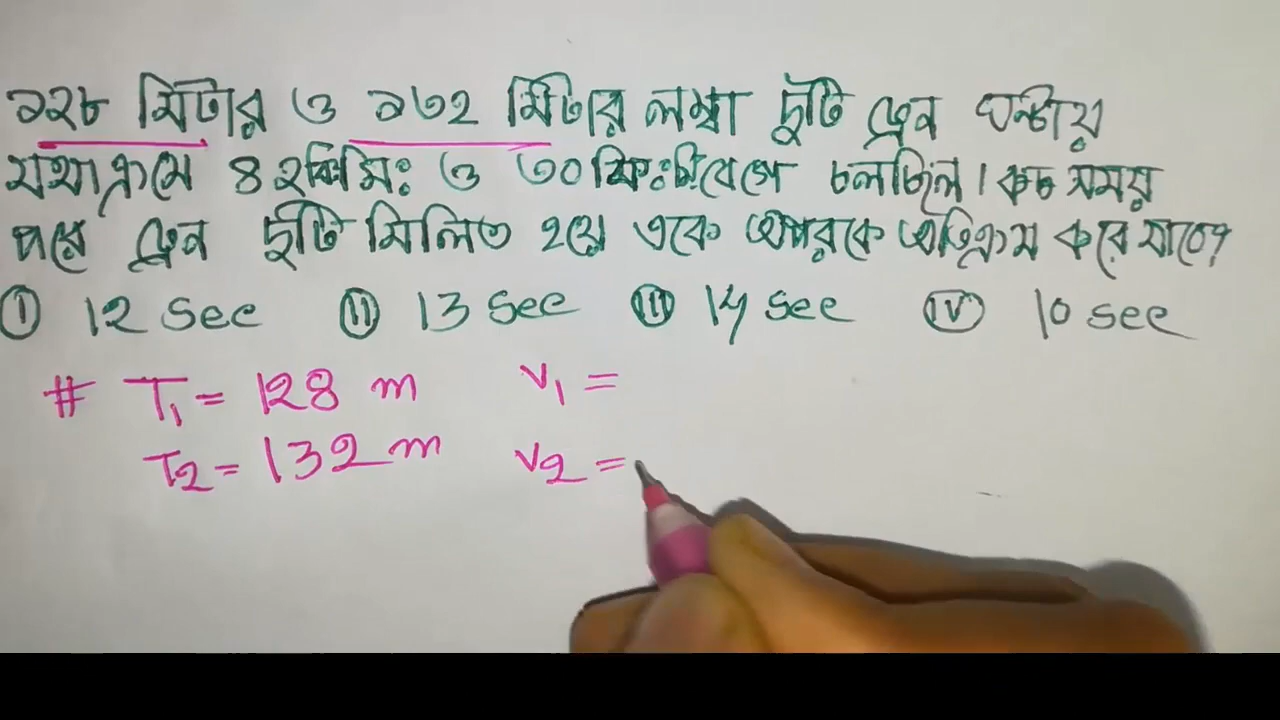 ১২৮ মিটার ও ১৩২ মিটার লম্বা দুটি ট্রেন ঘন্টায়
যথাক্রমে ৪২কিমিঃ ও ৩০কিঃমিঃবেগে চলছিল। কত সময়
পরে ট্রেন দুটি মিলিত হয়ে একে অপরকে অতিক্রম করে যাবে?
I 12 sec II 13 sec III 14 sec IV 10 sec
# T₁ = 128 m V₁ =
T₂ = 132 m V₂ =